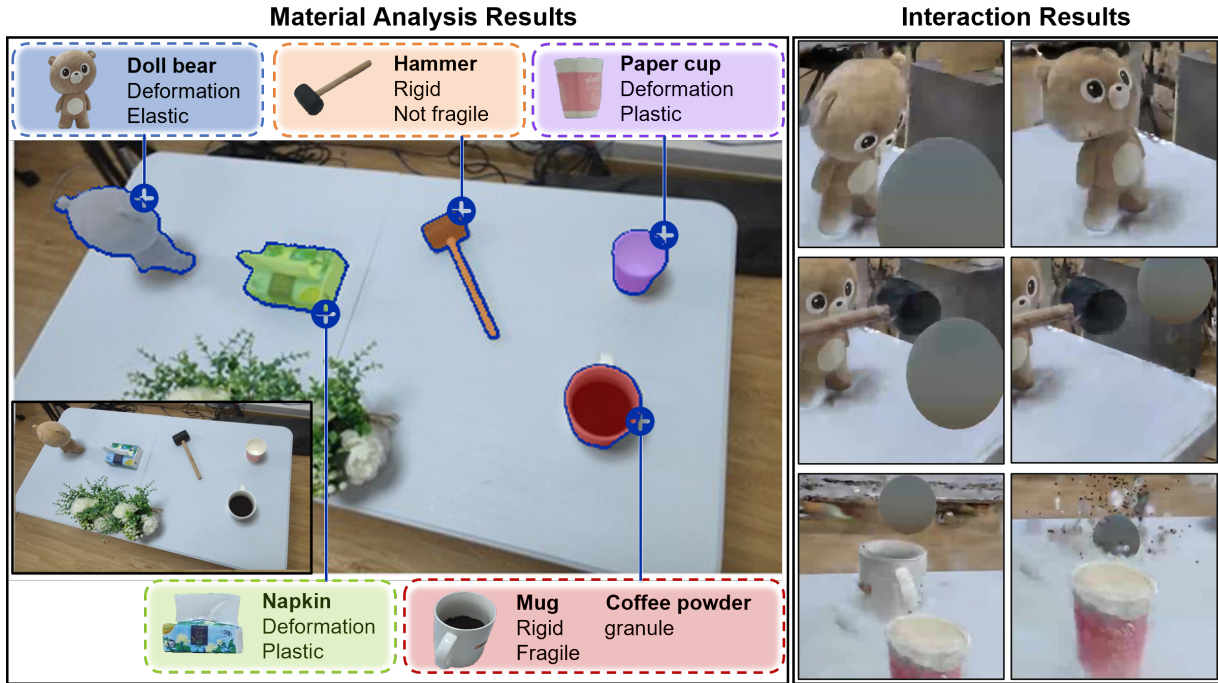 Material Analysis Results
Interaction Results
Doll bear
Deformation
Elastic
Hammer
Rigid
Not fragile
Paper cup
Deformation
Plastic
Napkin
Deformation
Plastic
Mug
Rigid
Fragile
Coffee powder
granule